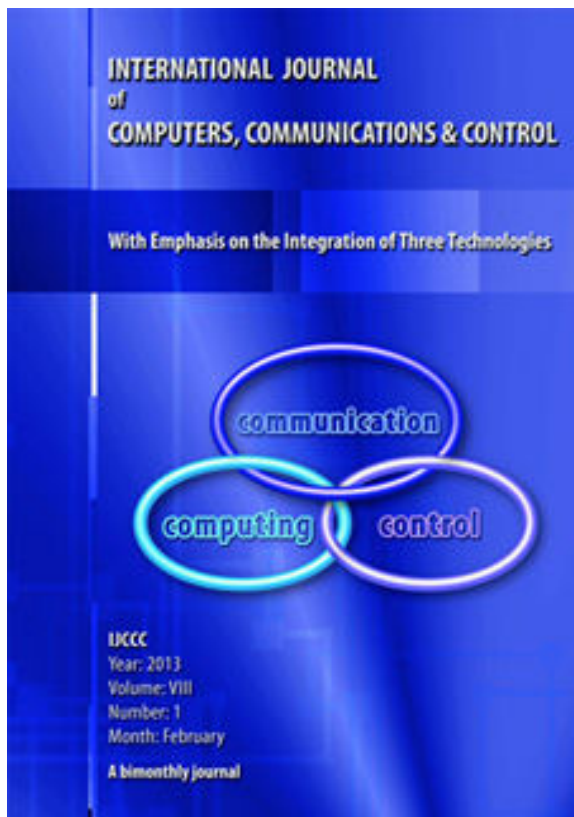 INTERNATIONAL JOURNAL
of
COMPUTERS, COMMUNICATIONS & CONTROL
With Emphasis on the Integration of Three Technologies
communication
computing
control
IJCCC
Year: 2013
Volume: VIII
Number: 1
Month: February
A bimonthly journal